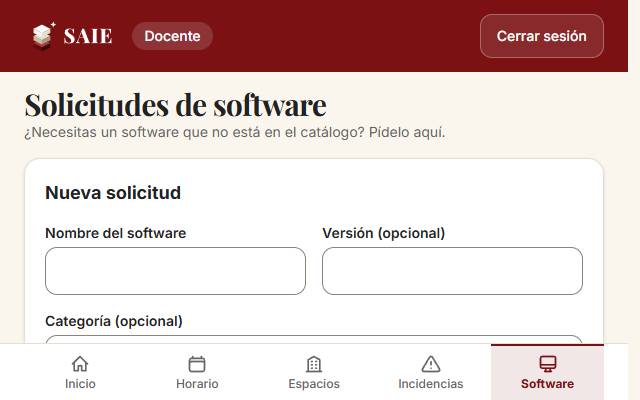 SAIE
Docente
Cerrar sesión
Solicitudes de software
¿Necesitas un software que no está en el catálogo? Pídelo aquí.
Nueva solicitud
Nombre del software
Versión (opcional)
Categoría (opcional)
Inicio
Horario
Espacios
Incidencias
Software